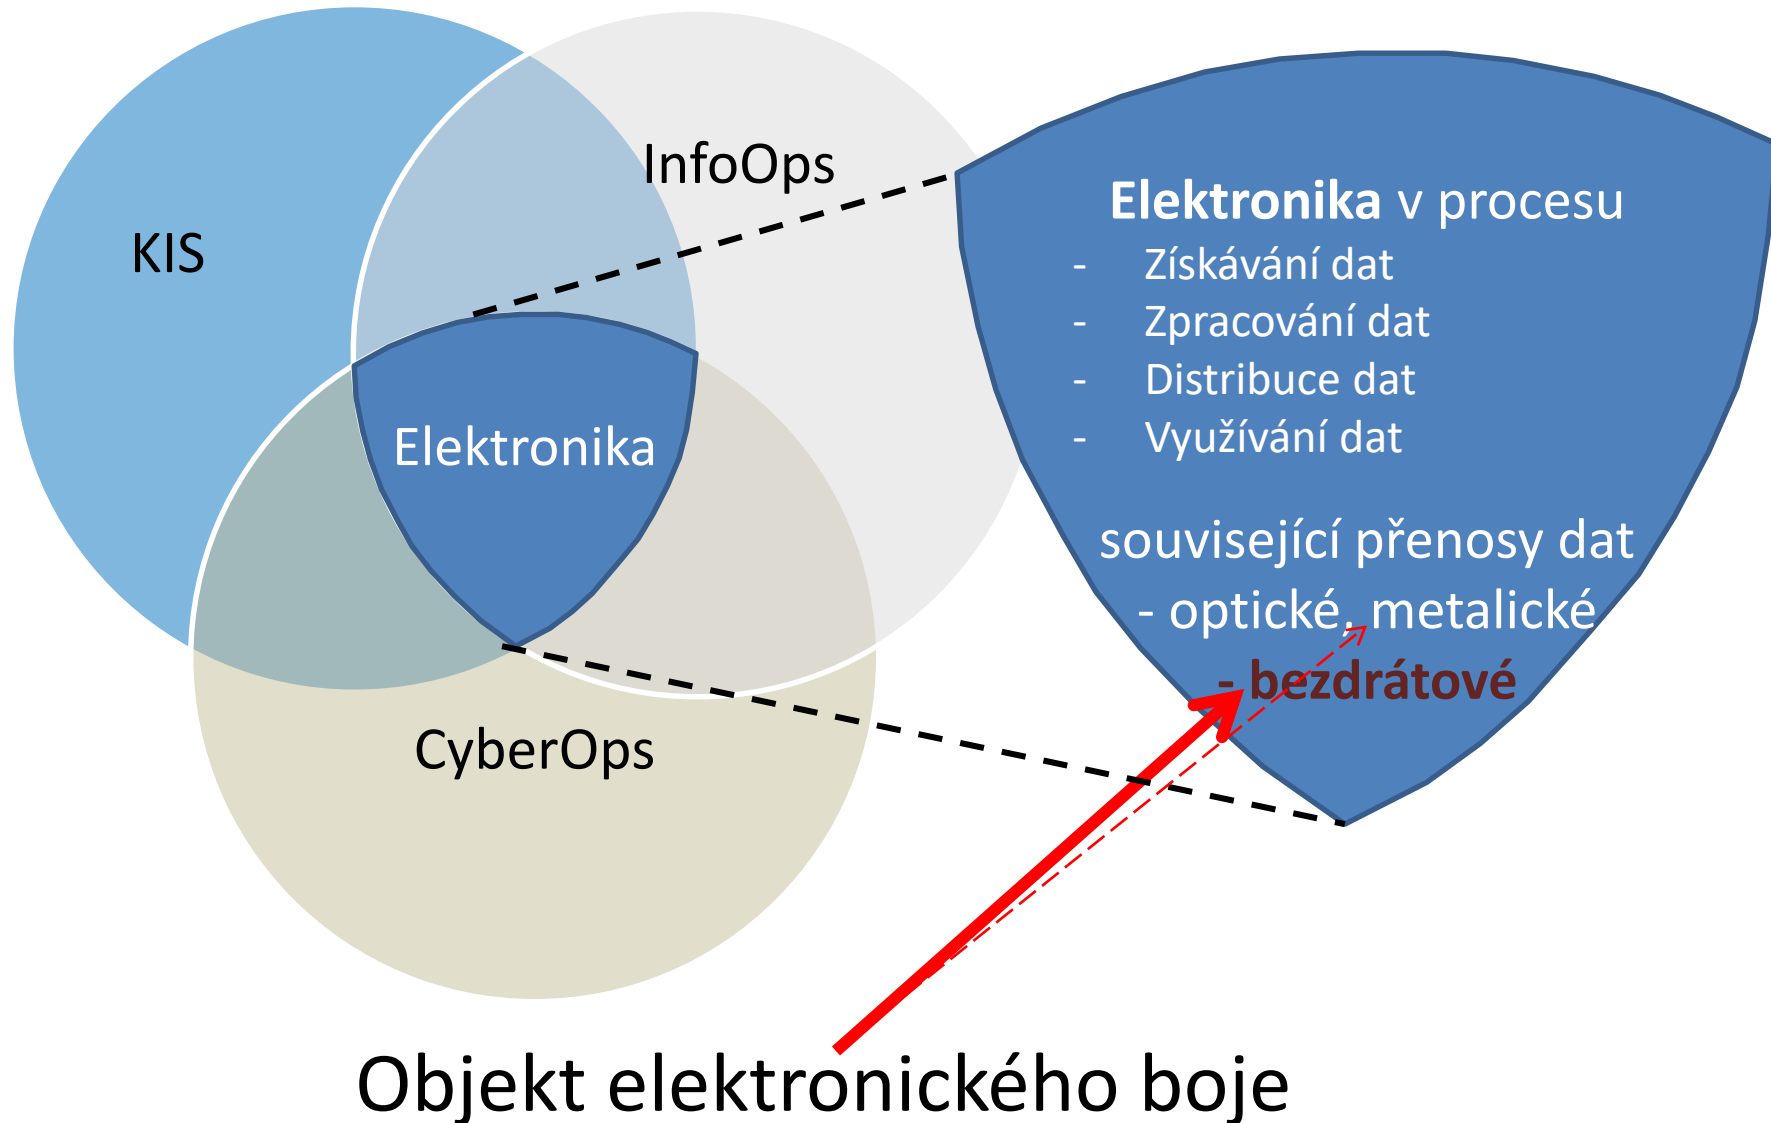 InfoOps
KIS
Elektronika
CyberOps
Elektronika v procesu
- Získávání dat
- Zpracování dat
- Distribuce dat
- Využívání dat
související přenosy dat
- optické, metalické
- bezdrátové
Objekt elektronického boje